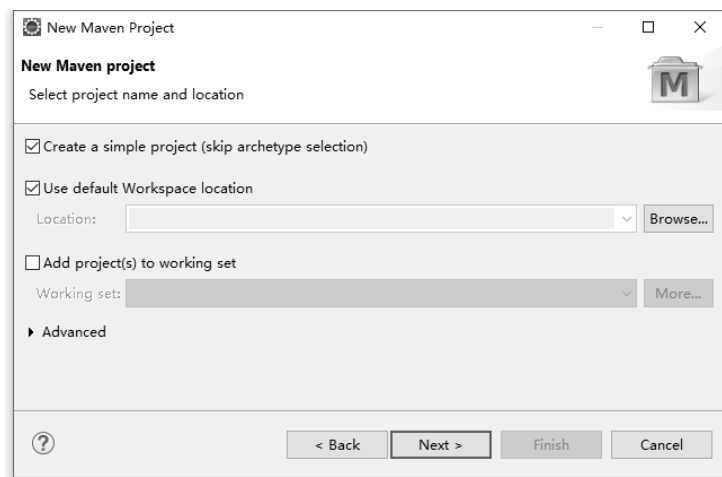 New Maven Project
New Maven project
Select project name and location
M
Create a simple project (skip archetype selection)
Use default Workspace location
Location:
Browse...
Add project(s) to working set
Working set:
More...
Advanced
?
< Back
Next >
Finish
Cancel